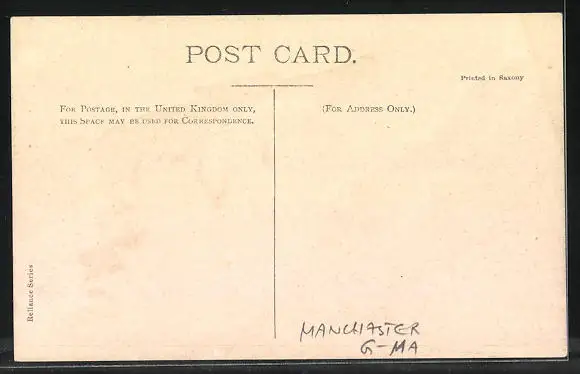 POST CARD.
Printed in Saxony
For Postage, in the United Kingdom only,
this Space may be used for Correspondence.
(For Address Only.)
Reliance Series
MANCHASTER
G-MA